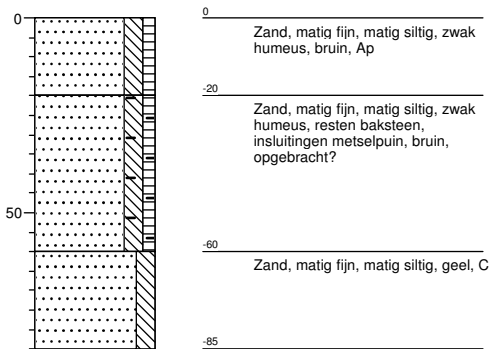 0
0
Zand, matig fijn, matig siltig, zwak
humeus, bruin, Ap
-20
Zand, matig fijn, matig siltig, zwak
humeus, resten baksteen,
insluitingen metselpuin, bruin,
opgebracht?
50
-60
Zand, matig fijn, matig siltig, geel, C
-85